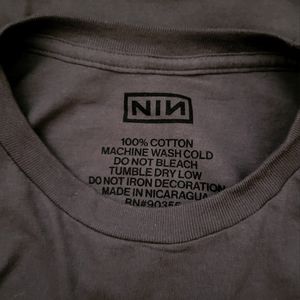 NIN
100% COTTON
MACHINE WASH COLD
DO NOT BLEACH
TUMBLE DRY LOW
DO NOT IRON DECORATION
MADE IN NICARAGUA